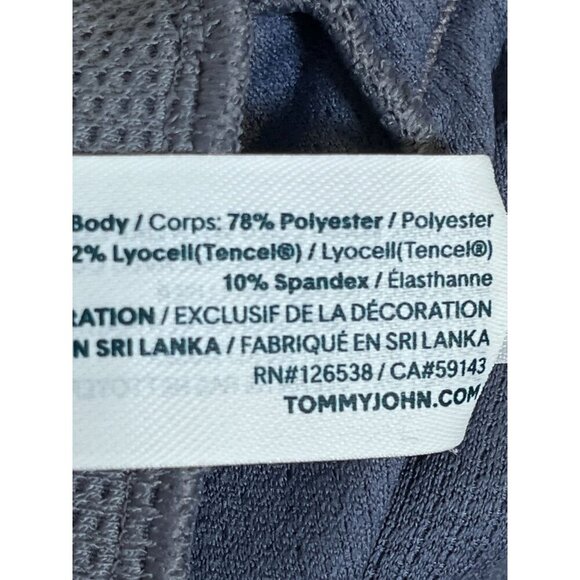 Body / Corps: 78% Polyester / Polyester
2% Lyocell(Tencel®) / Lyocell(Tencel®)
10% Spandex / Élasthanne
RATION / EXCLUSIF DE LA DÉCORATION
N SRI LANKA / FABRIQUÉ EN SRI LANKA
RN#126538 / CA#59143
TOMMYJOHN.COM